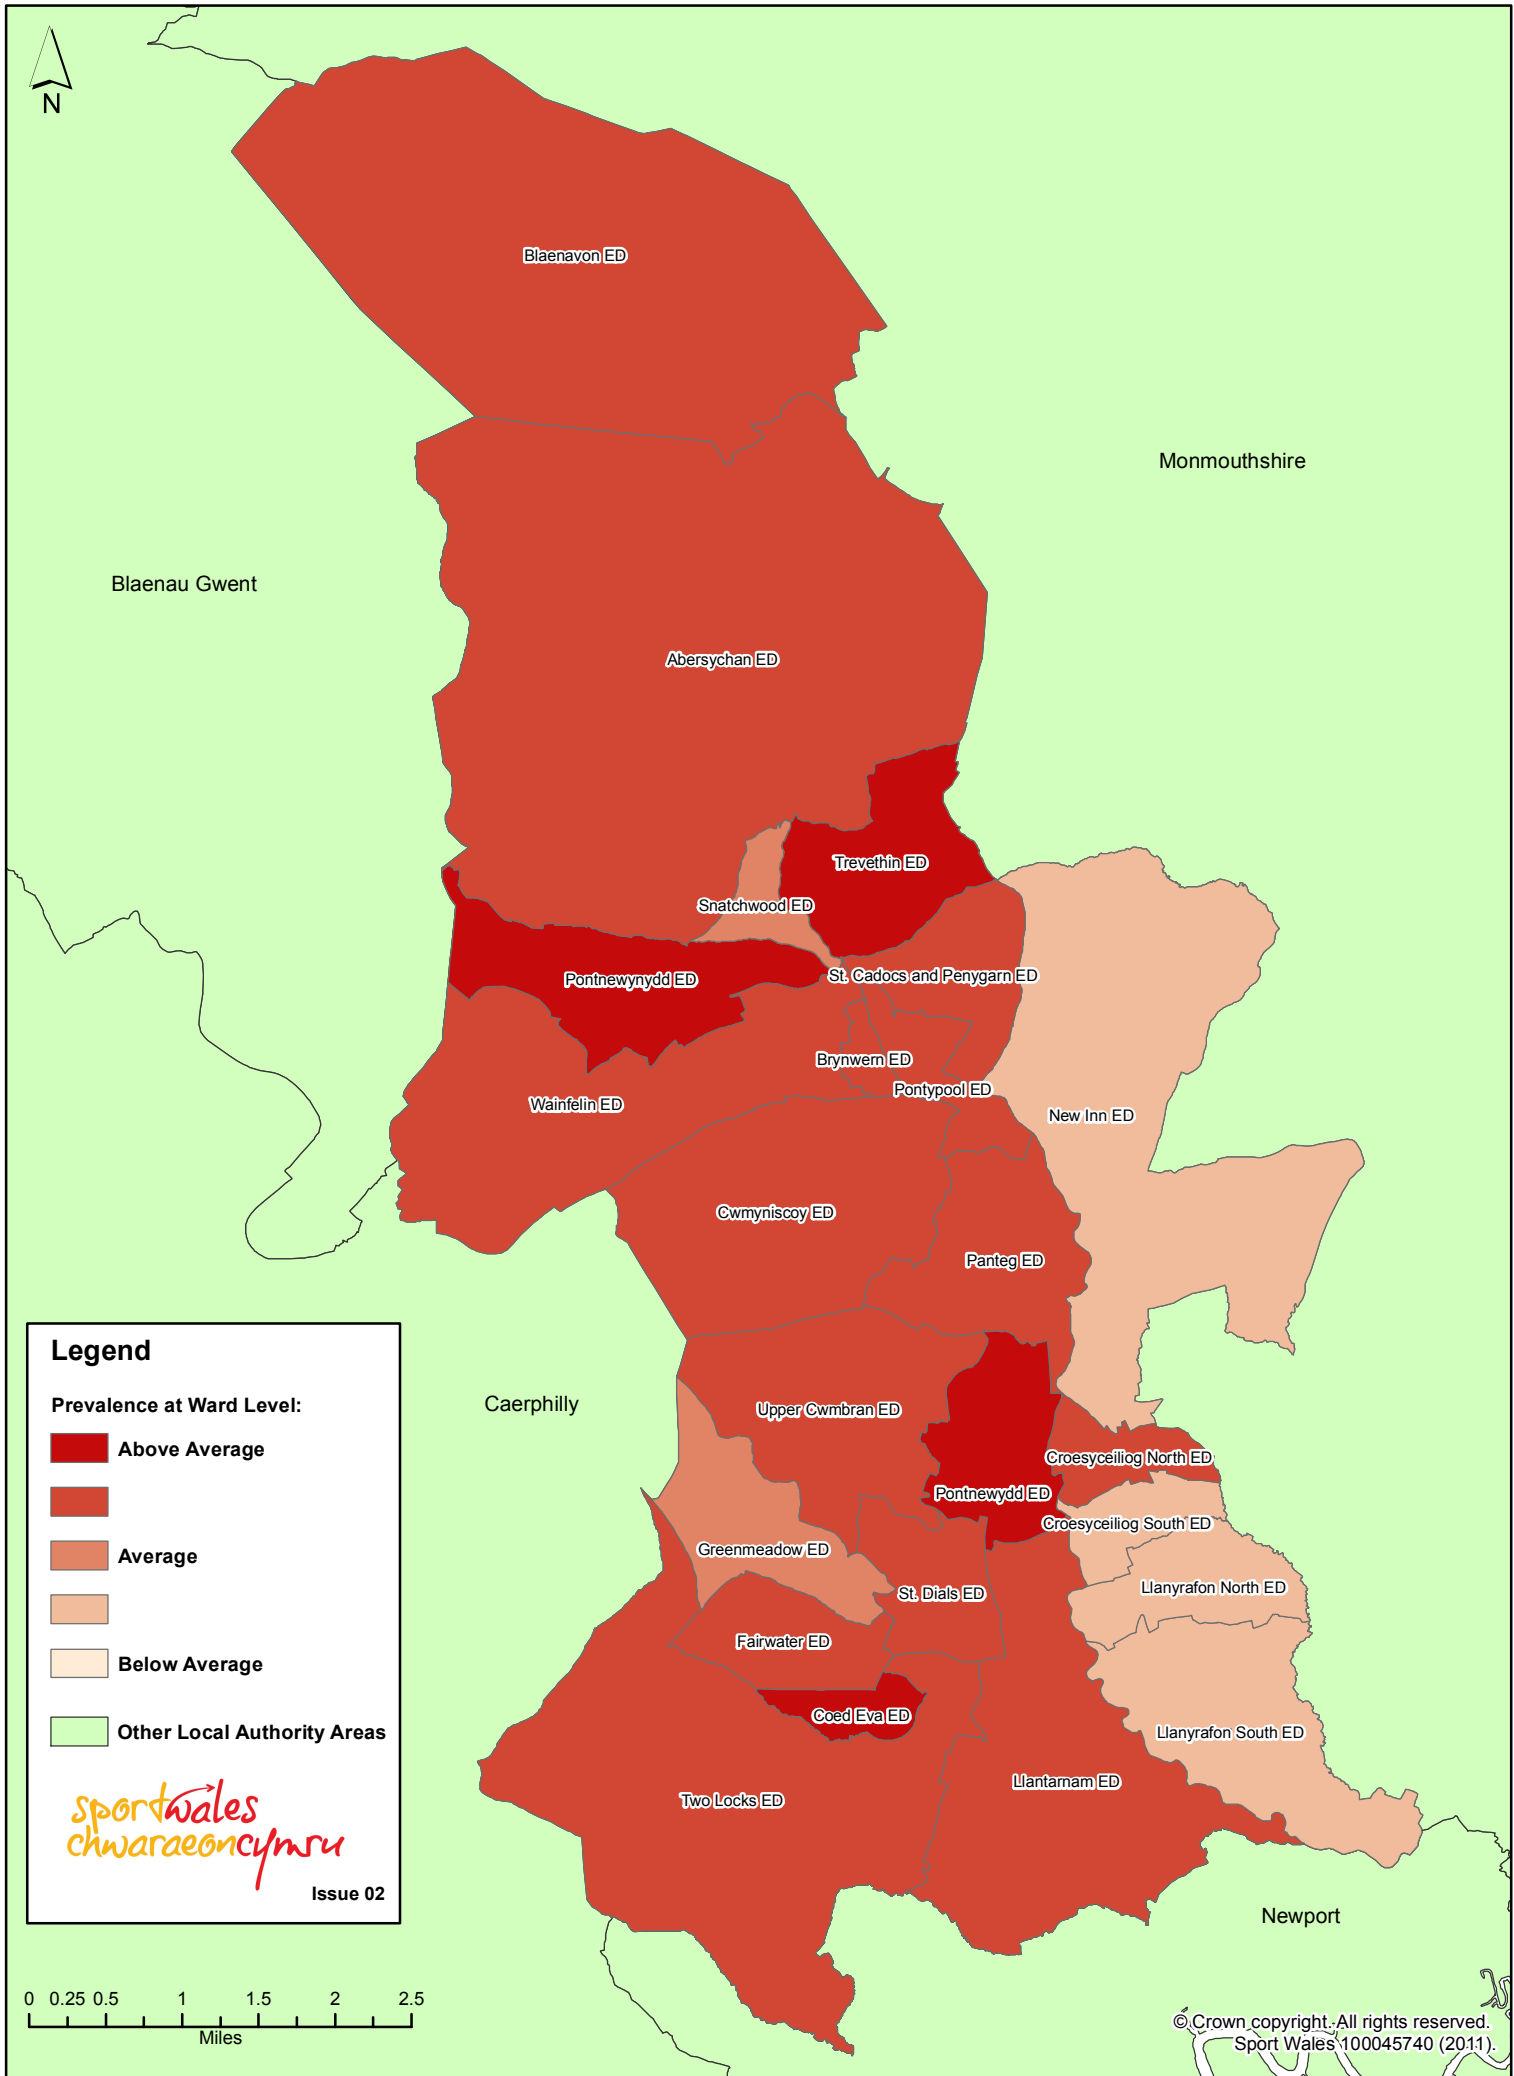 N
Blaenavon ED
Monmouthshire
Blaenau Gwent
Abersychan ED
Trevethin ED
Snatchwood ED
St. Cadocs and Penygarn ED
Pontnewynydd ED
Brynwern ED
Pontypool ED
Wainfelin ED
New Inn ED
Cwmyniscoy ED
Panteg ED
Caerphilly
Upper Cwmbran ED
Croesyceiliog North ED
Pontnewydd ED
Croesyceiliog South ED
Greenmeadow ED
Llanyrafon North ED
St. Dials ED
Fairwater ED
Coed Eva ED
Llanyrafon South ED
Llantarnam ED
Two Locks ED
Newport
Legend
Prevalence at Ward Level:
Above Average
Average
Below Average
Other Local Authority Areas
sportwales
chwaraeoncymru
Issue 02
0 0.25 0.5 1 1.5 2 2.5
Miles
© Crown copyright. All rights reserved.
Sport Wales 100045740 (2011).